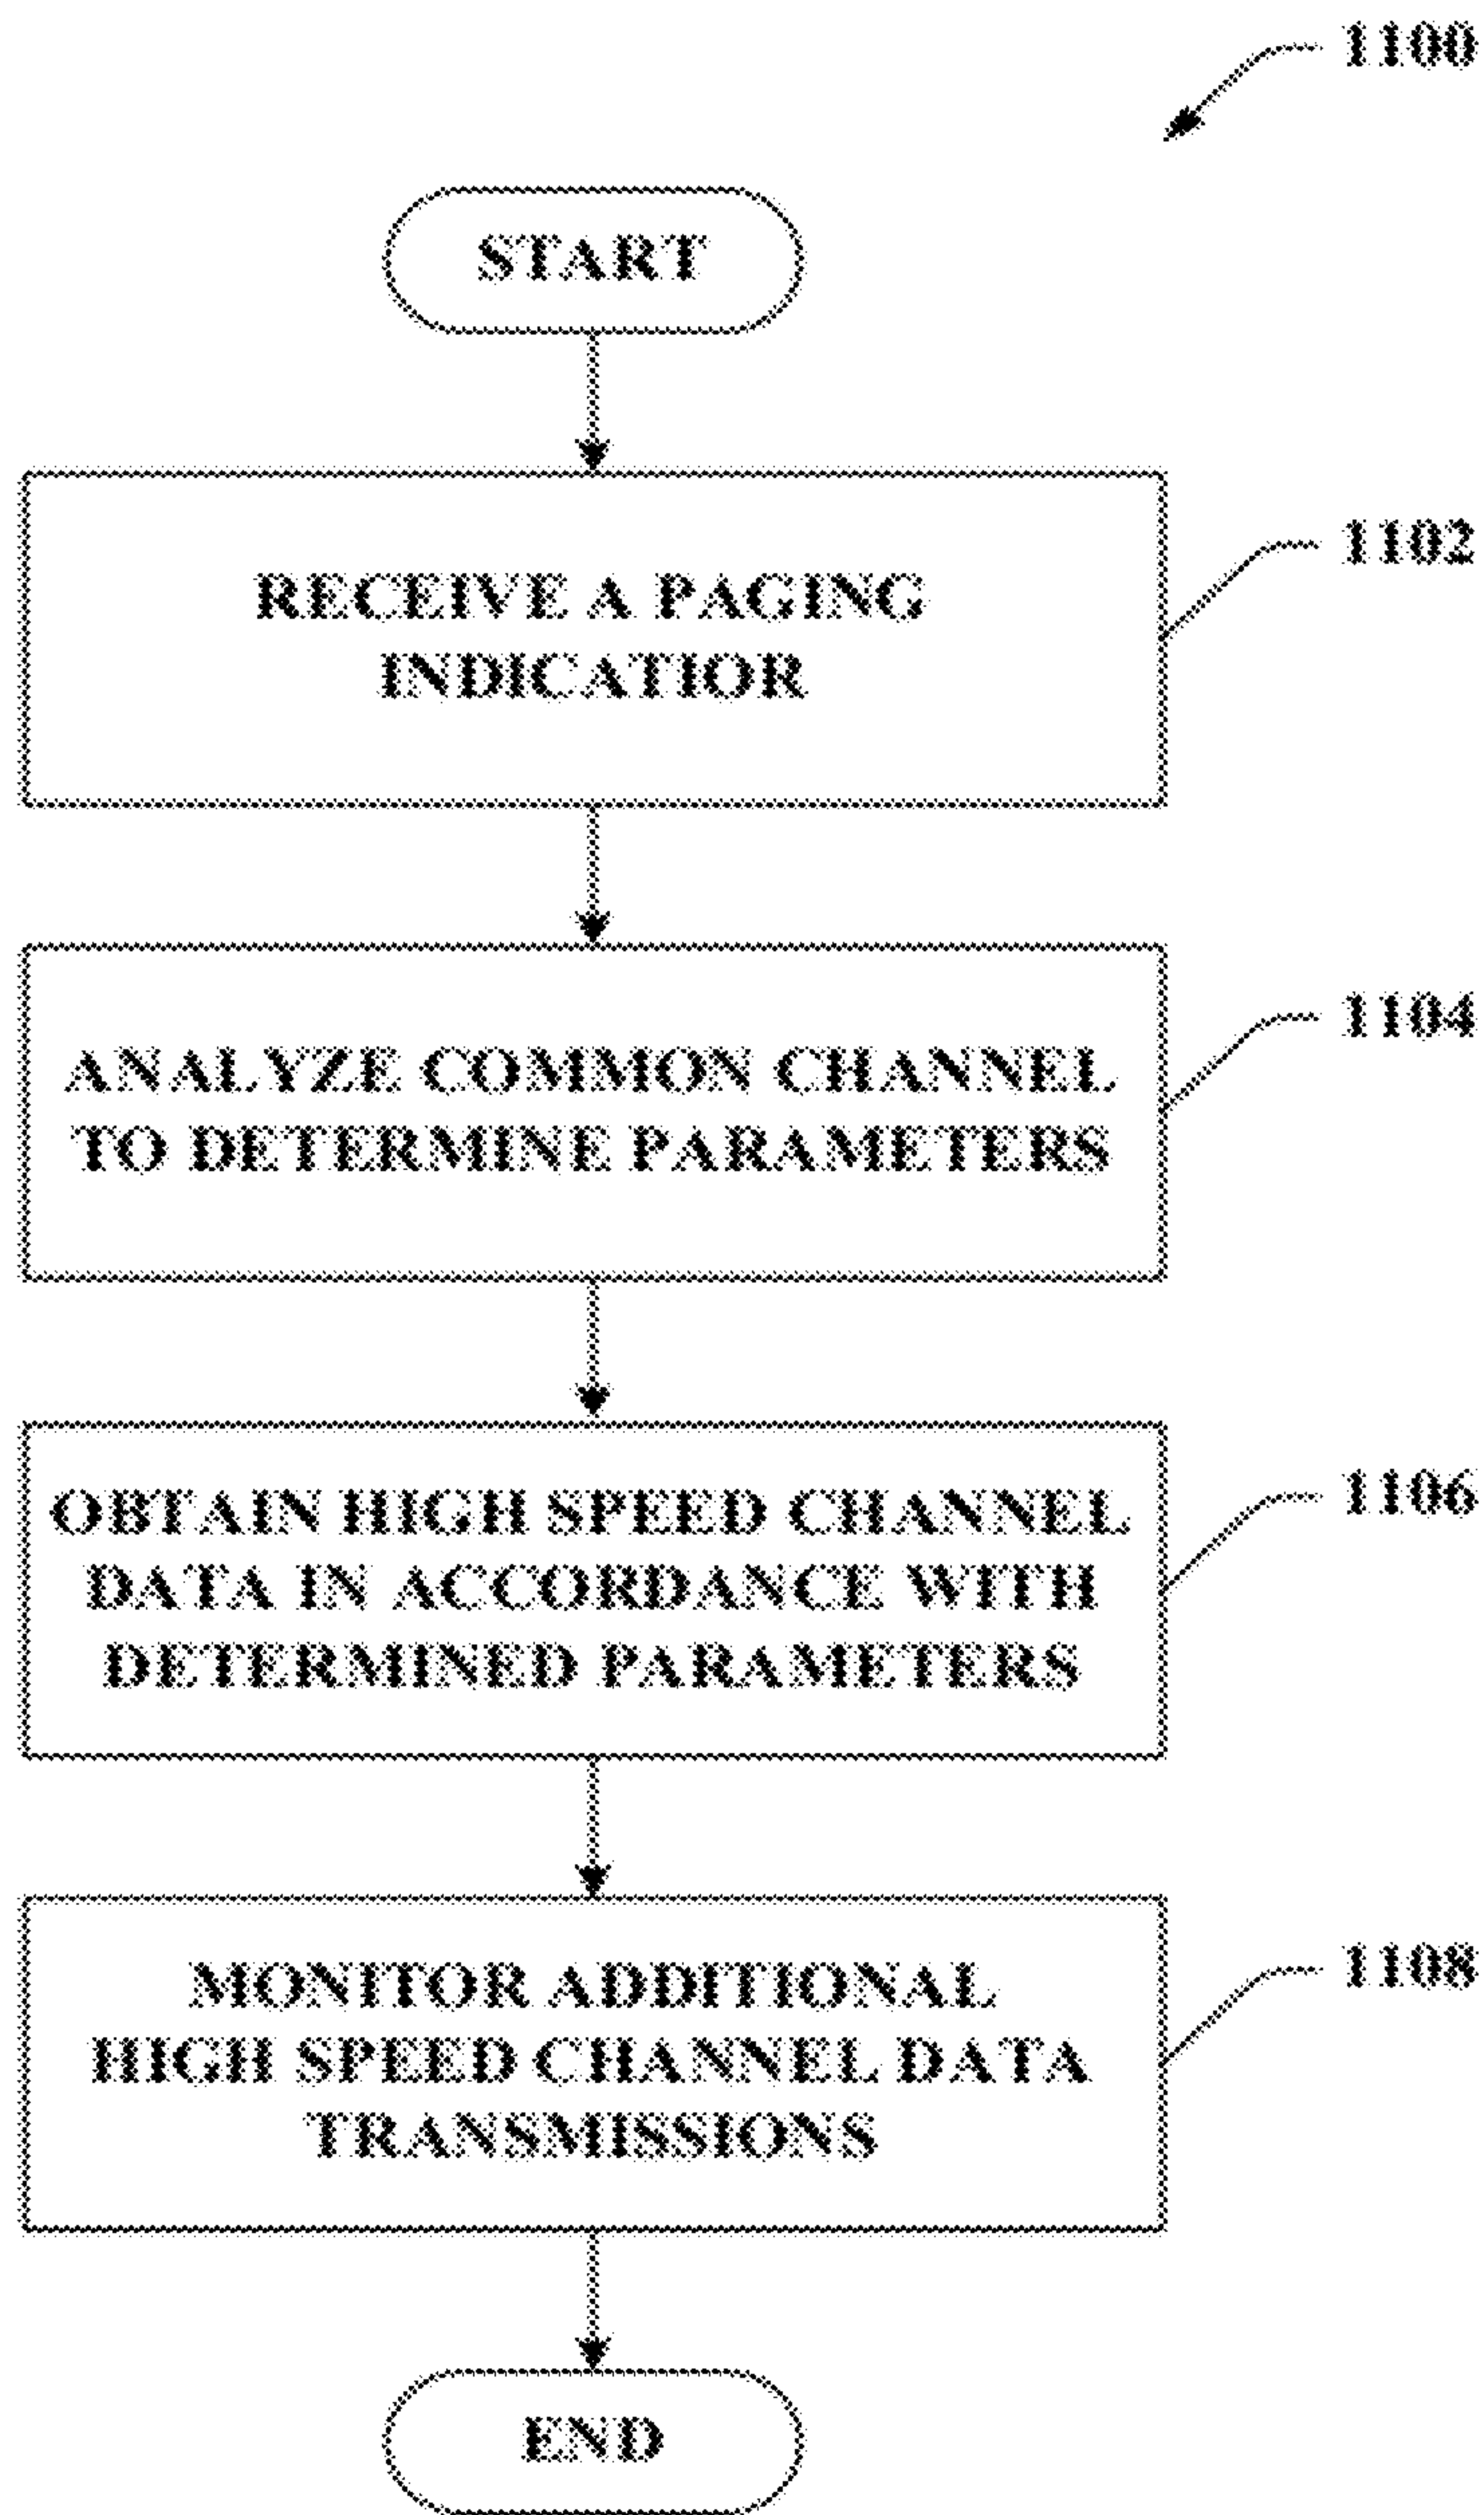 1100
START
RECEIVE A PAGING
1102
INDICATIOR
ANALYZE COMMON CHANNEL
1104
TO DETERMINE PARAMETERS
OBTAIN HIGH SPEED CHANNEL
1106
DATA IN ACCORDANCE WITH
DETERMINED PARAMETERS
MONITOR ADDITIONAL
1108
HIGH SPEED CHANNEL DATA
TRANSMISSIONS
END